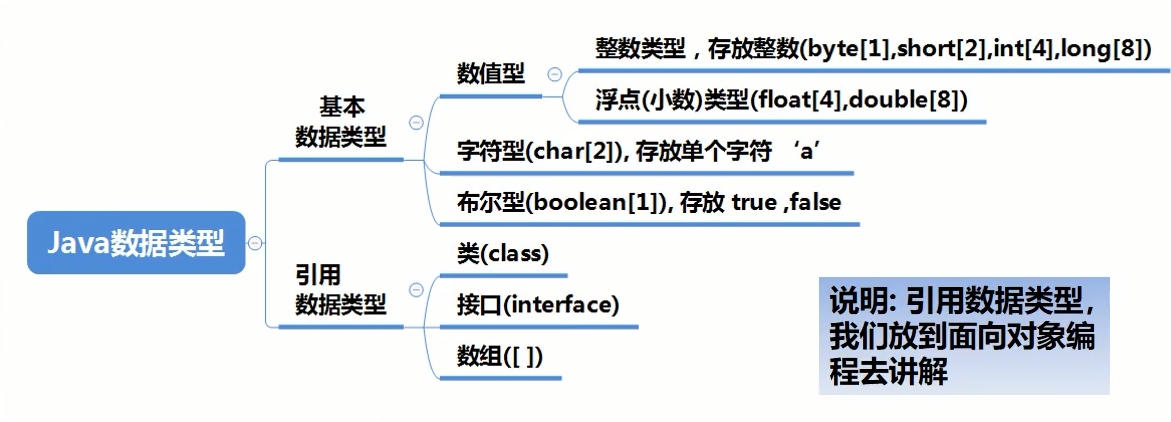 Java数据类型
基本
数据类型
数值型
整数类型，存放整数(byte[1],short[2],int[4],long[8])
浮点(小数)类型(float[4],double[8])
字符型(char[2]), 存放单个字符 ‘a’
布尔型(boolean[1]), 存放 true ,false
引用
数据类型
类(class)
接口(interface)
数组([ ])
说明: 引用数据类型，
我们放到面向对象编
程去讲解